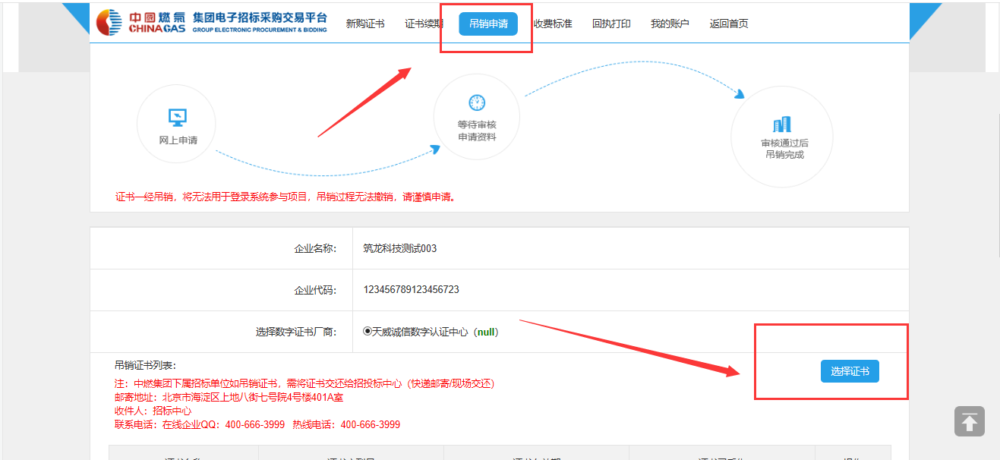 中國燃氣 集团电子招标采购交易平台
CHINAGAS GROUP ELECTRONIC PROCUREMENT & BIDDING
新购证书 证书续期 吊销申请 收费标准 回执打印 我的账户 返回首页
网上申请
等待审核
申请资料
审核通过后
吊销完成
证书一经吊销，将无法用于登录系统参与项目，吊销过程无法撤销，请谨慎申请。
企业名称： 筑龙科技测试003
企业代码： 123456789123456723
选择数字证书厂商： 天威诚信数字认证中心（null）
吊销证书列表：
选择证书
注：中燃集团下属招标单位如吊销证书，需将证书交还给招投标中心（快递邮寄/现场交还）
邮寄地址：北京市海淀区上地八街七号院4号楼401A室
收件人：招标中心
联系电话：在线企业QQ：400-666-3999 热线电话：400-666-3999